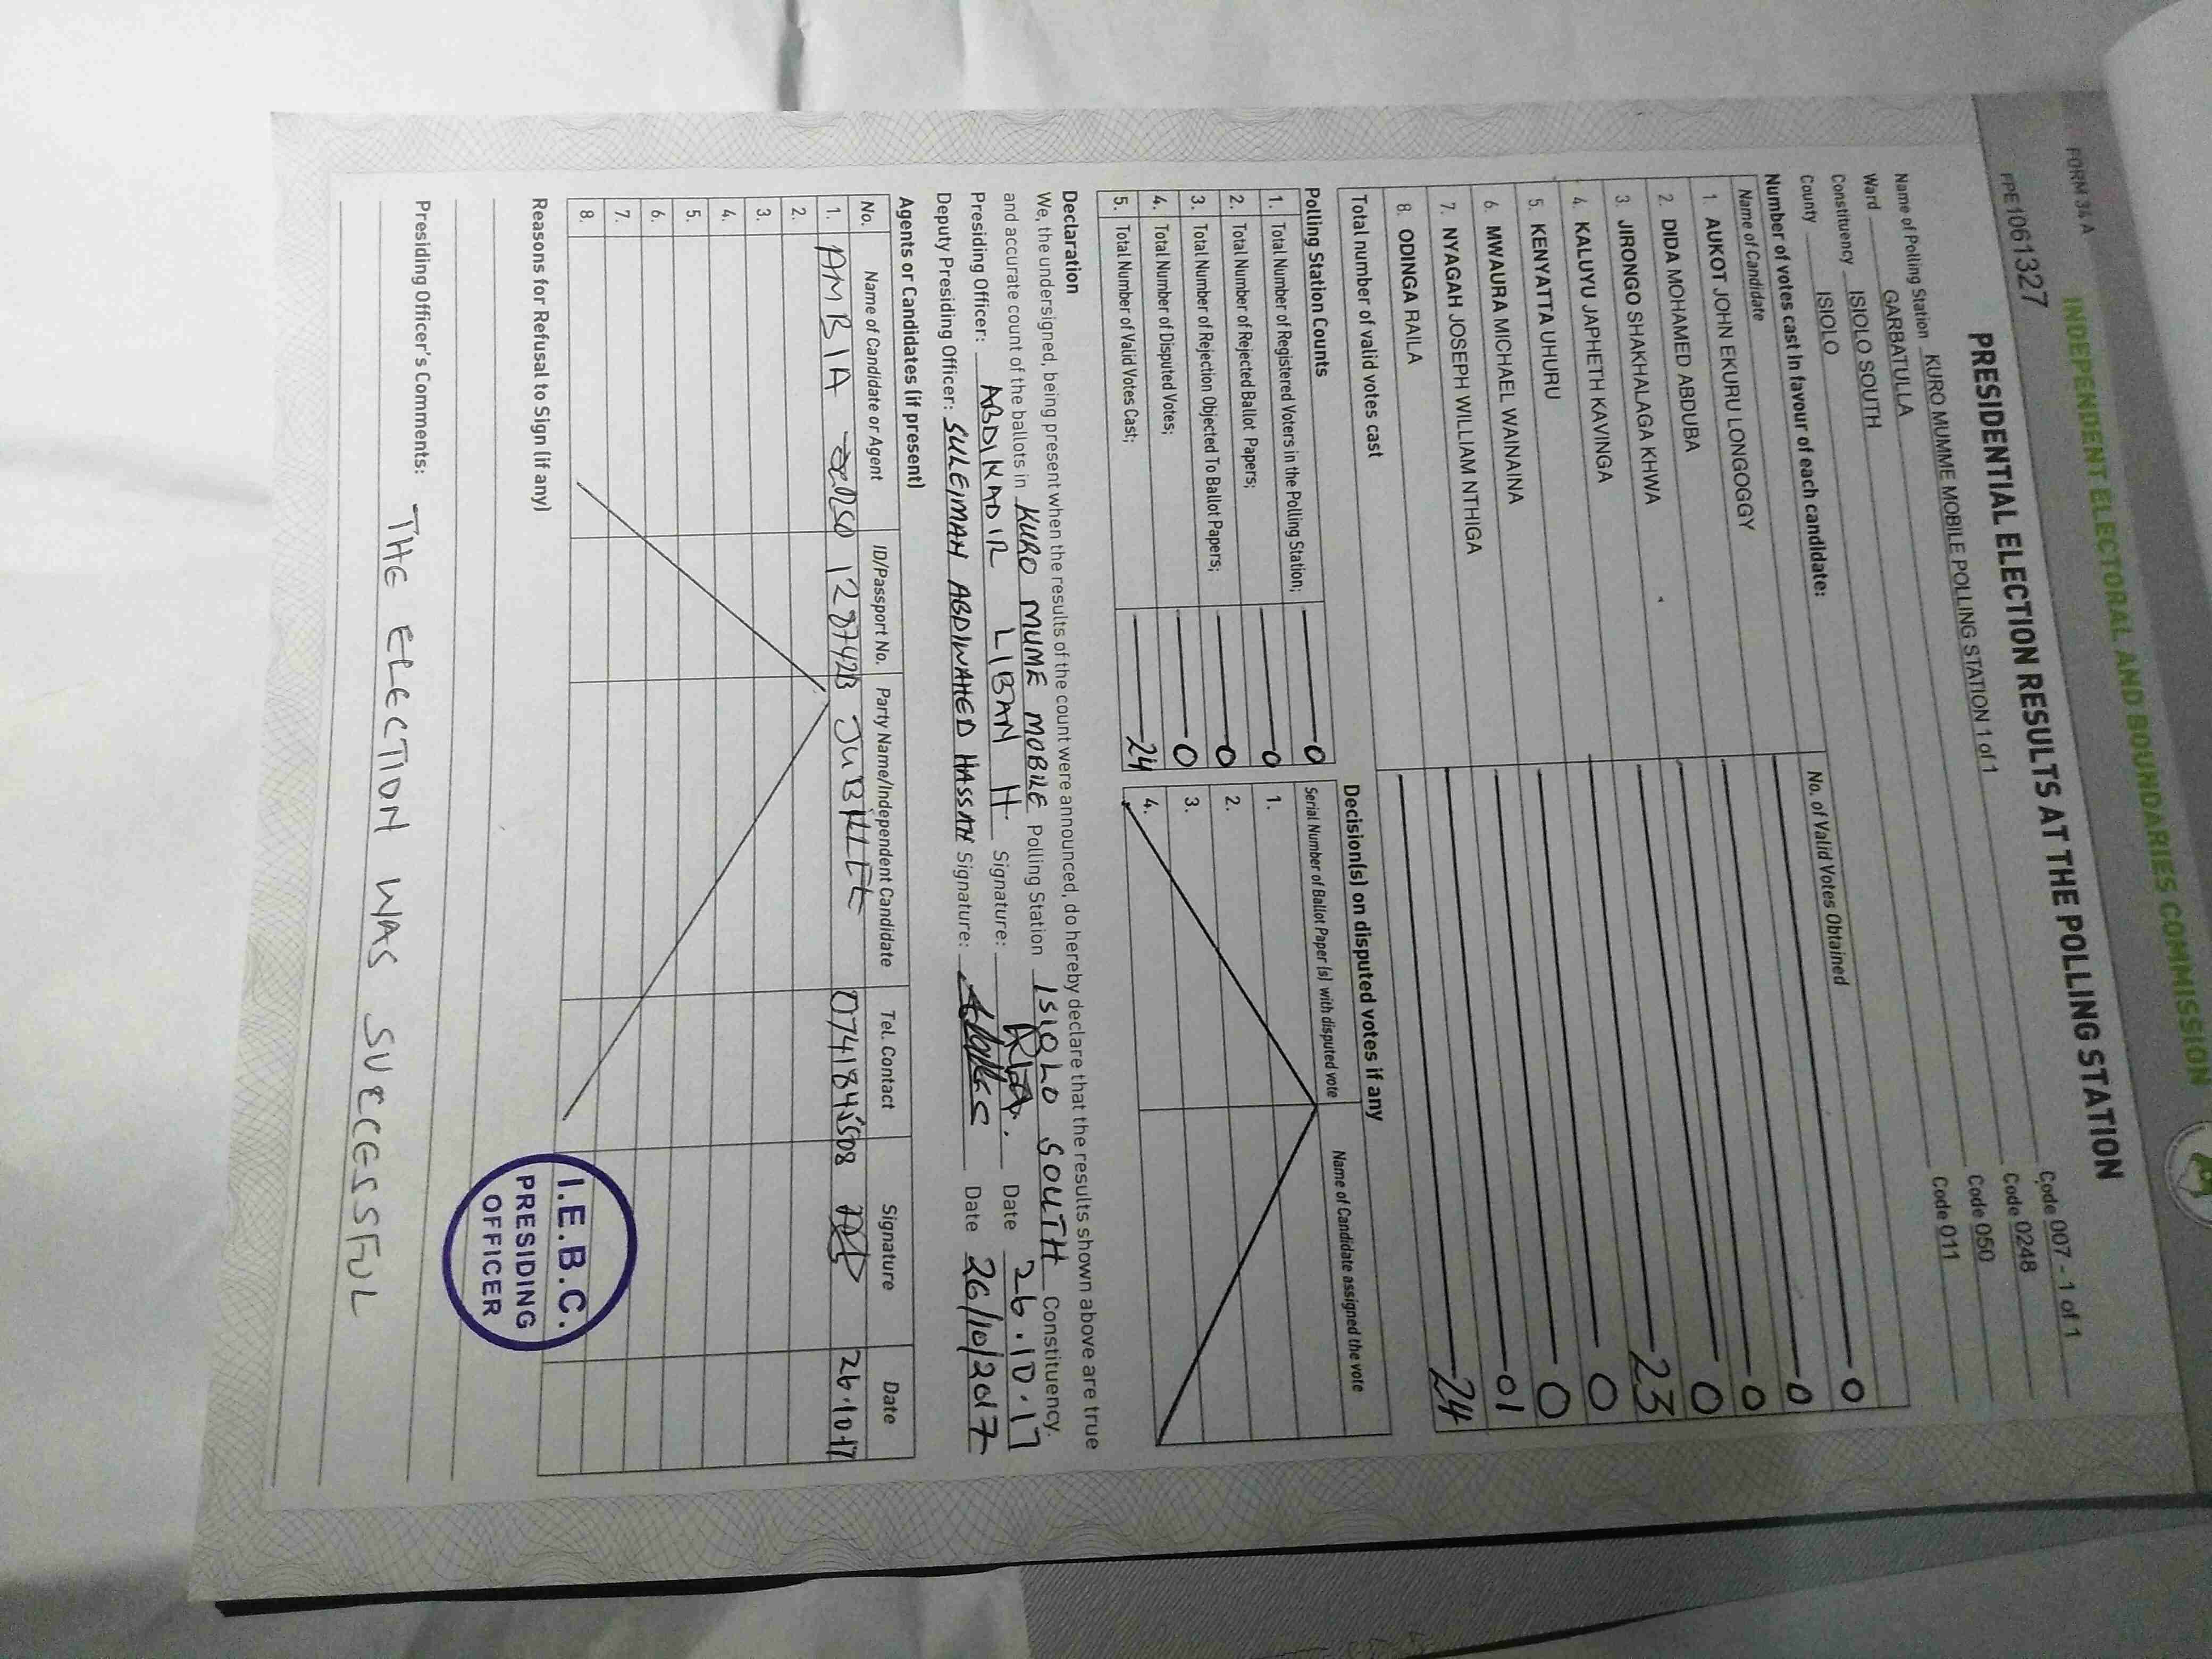 FORM 34A INDEPENDENT ELECTORAL AND BOUNDARIES COMMISSION
FPE1061327
PRESIDENTIAL ELECTION RESULTS AT THE POLLING STATION
Name of Polling Station KURO MUMME MOBILE POLLING STATION 1 of 1 Code 007 - 1 of 1
Ward GARBATULLA Code 0248
Constituency ISIOLO SOUTH Code 050
County ISIOLO Code 011
Number of votes cast in favour of each candidate:
Name of Candidate No. of Valid Votes Obtained
1. AUKOT JOHN EKURU LONGOGGY 0
2. DIDA MOHAMED ABDUBA 0
3. JIRONGO SHAKHALAGA KHWA 0
4. KALUYU JAPHETH KAVINGA 0
5. KENYATTA UHURU 23
6. MWAURA MICHAEL WAINAINA 0
7. NYAGAH JOSEPH WILLIAM NTHIGA 0
8. ODINGA RAILA 01
Total number of valid votes cast 24
Polling Station Counts
1. Total Number of Registered Voters in the Polling Station; 0
2. Total Number of Rejected Ballot Papers; 0
3. Total Number of Rejection Objected To Ballot Papers; 0
4. Total Number of Disputed Votes; 0
5. Total Number of Valid Votes Cast; 24
Decision(s) on disputed votes if any
Serial Number of Ballot Paper (s) with disputed vote Name of Candidate assigned the vote
1.
2.
3.
4.
Declaration
We, the undersigned, being present when the results of the count were announced, do hereby declare that the results shown above are true
and accurate count of the ballots in KURO MUME MOBILE Polling Station ISIOLO SOUTH Constituency.
Presiding Officer: ABDIKADIR LIBAN H. Signature: Date 26.10.17
Deputy Presiding Officer: SULEIMAN ABDIWAHED HASSAN Signature: Date 26/10/2017
Agents or Candidates (if present)
No. Name of Candidate or Agent ID/Passport No. Party Name/Independent Candidate Tel. Contact Signature Date
1. AMBIA JUBILEE 0741845508 26.10.17
2.
3.
4.
5.
6.
7.
8.
Reasons for Refusal to Sign (if any)
I.E.B.C.
PRESIDING
OFFICER
Presiding Officer's Comments: THE ELECTION WAS SUCCESSFUL